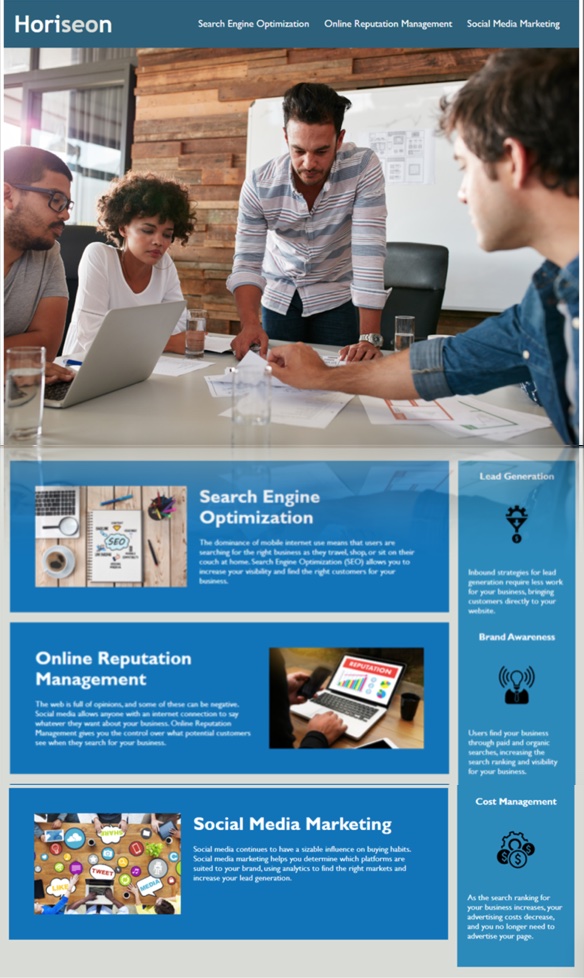 Horiseon
Search Engine Optimization
Online Reputation Management
Social Media Marketing
Search Engine
Optimization
The dominance of mobile internet use means that users are
searching for the right business as they travel, shop, or sit on their
couch at home. Search Engine Optimization (SEO) allows you to
increase your visibility and find the right customers for your
business.
SEO
Online Reputation
Management
The web is full of opinions, and some of these can be negative.
Social media allows anyone with an internet connection to say
whatever they want about your business. Online Reputation
Management gives you the control over what potential customers
see when they search for your business.
REPUTATION
Social Media Marketing
Social media continues to have a sizable influence on buying habits.
Social media marketing helps you determine which platforms are
suited to your brand, using analytics to find the right markets and
increase your lead generation.
SHARE
TWEET
LIKE
MEDIA
Lead Generation
Inbound strategies for lead
generation require less work
for your business, bringing
customers directly to your
website.
Brand Awareness
Users find your business
through paid and organic
searches, increasing the
search ranking and visibility
for your business.
Cost Management
As the search ranking for
your business increases, your
advertising costs decrease,
and you no longer need to
advertise your page.